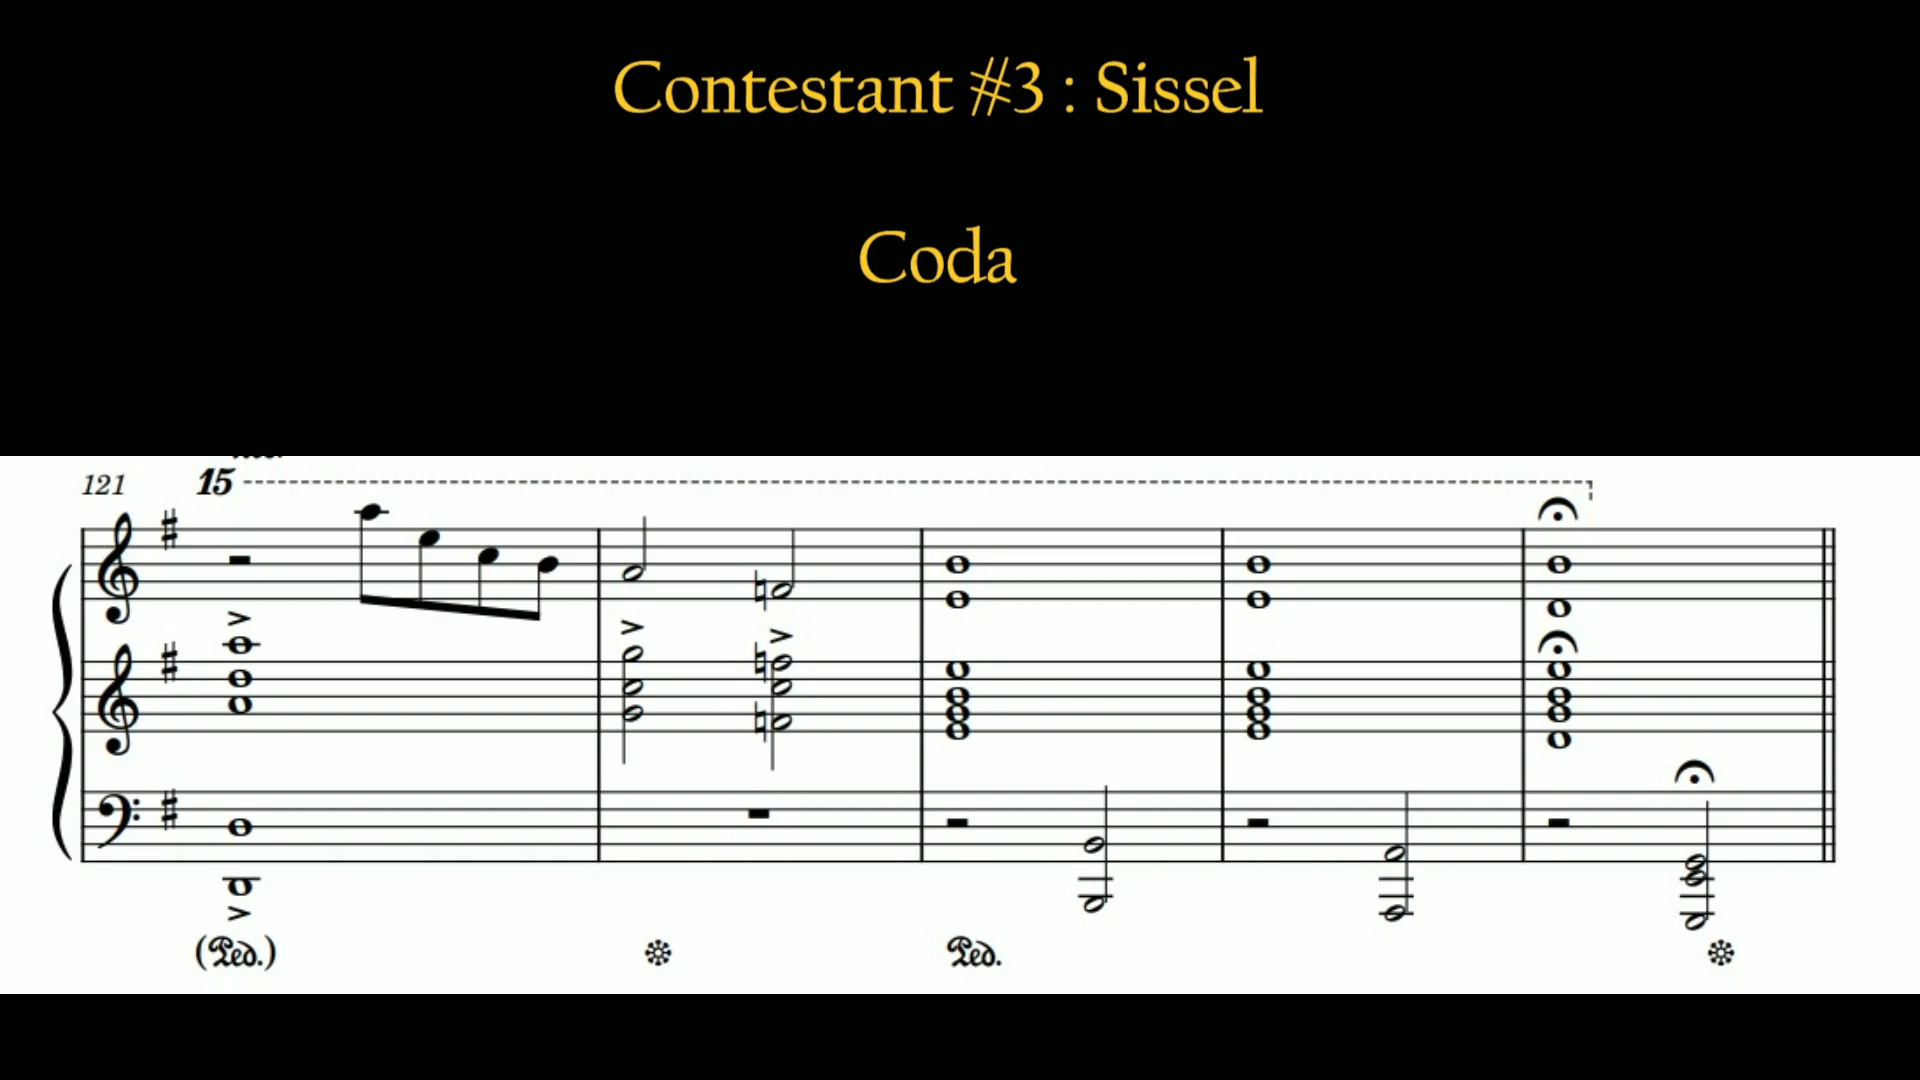 Contestant #3 : Sissel
Coda
121
15
(Ped.)
Ped.